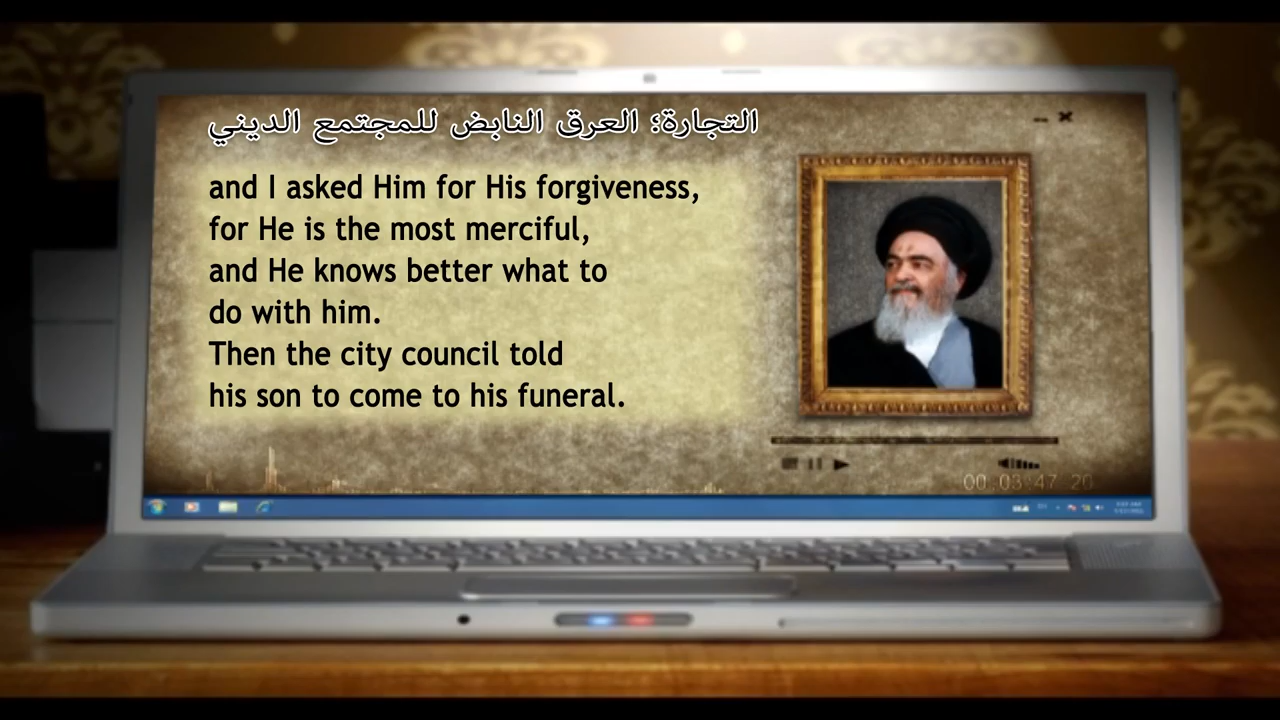 التجارة؛ العرق النابض للمجتمع الديني
and I asked Him for His forgiveness,
for He is the most merciful,
and He knows better what to
do with him.
Then the city council told
his son to come to his funeral.
00:03:47 20